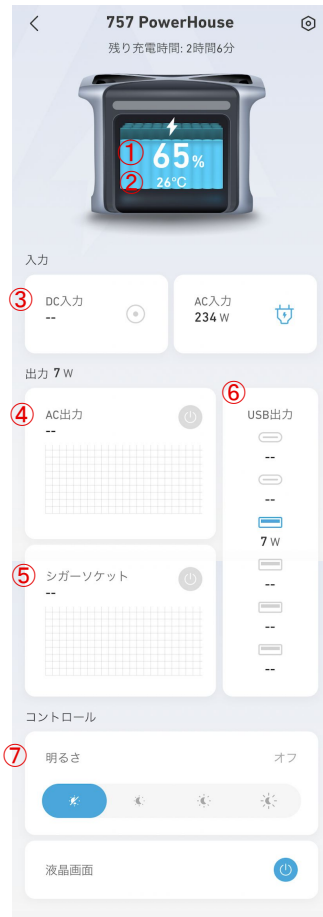 757 PowerHouse
残り充電時間: 2時間6分
① 65%
② 26°C
入力
③ DC入力
--
AC入力
234 W
出力 7 W
④ AC出力
--
⑤ シガーソケット
--
⑥
USB出力
--
--
7 W
--
--
--
コントロール
⑦ 明るさ オフ
液晶画面